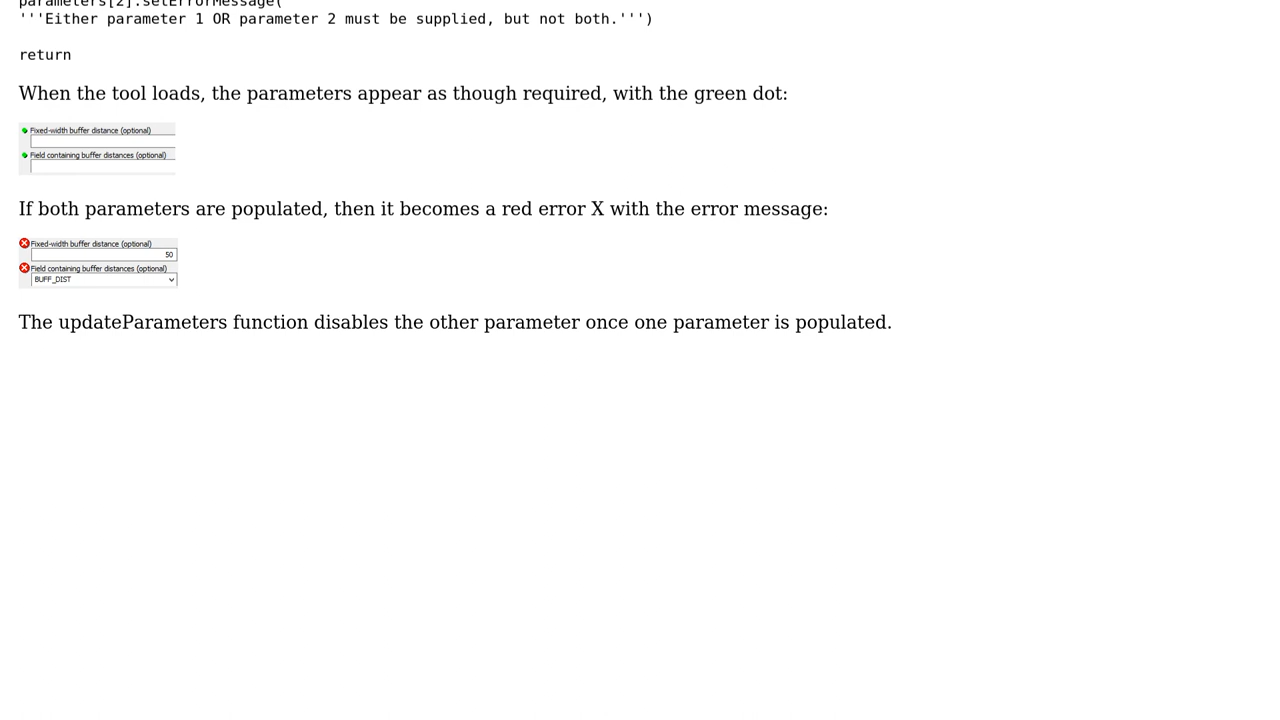 parameters[2].setErrorMessage(
'''Either parameter 1 OR parameter 2 must be supplied, but not both.''')
return
When the tool loads, the parameters appear as though required, with the green dot:
Fixed-width buffer distance (optional)
Field containing buffer distances (optional)
If both parameters are populated, then it becomes a red error X with the error message:
Fixed-width buffer distance (optional)
50
Field containing buffer distances (optional)
BUFF_DIST
The updateParameters function disables the other parameter once one parameter is populated.